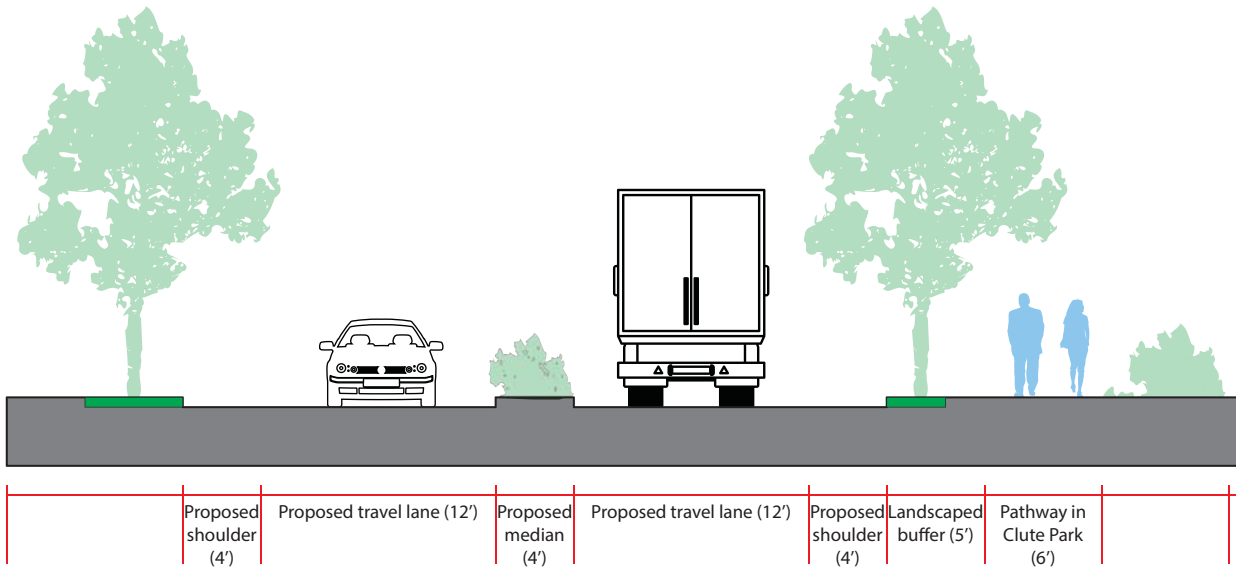 Proposed
shoulder
(4’)
Proposed travel lane (12’)
Proposed
median
(4’)
Proposed travel lane (12’)
Proposed
shoulder
(4’)
Landscaped
buffer (5’)
Pathway in
Clute Park
(6’)